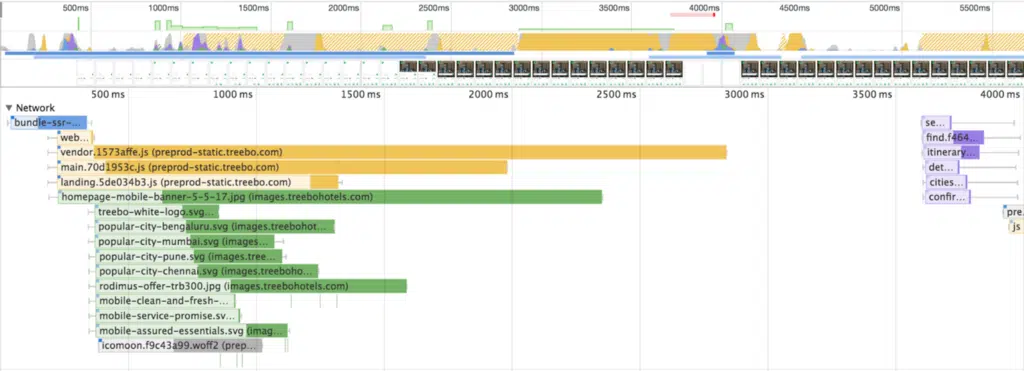 500ms 1000ms 1500ms 2000ms 2500ms 3000ms 3500ms 4000ms 4500ms 5000ms 5500ms
500 ms 1000 ms 1500 ms 2000 ms 2500 ms 3000 ms 3500 ms 4000 ms
▼ Network
bundle-ssr-... se...
web... find.f464...
vendor.1573affe.js (preprod-static.treebo.com) itinerary...
main.70d1953c.js (preprod-static.treebo.com) det...
landing.5de034b3.js (preprod-static.treebo.com) cities...
homepage-mobile-banner-5-5-17.jpg (images.treebohotels.com) confir...
treebo-white-logo.svg... pre...
popular-city-bengaluru.svg (images.treebohot... js
popular-city-mumbai.svg (images...
popular-city-pune.svg (images.tree...
popular-city-chennai.svg (images.treeboho...
rodimus-offer-trb300.jpg (images.treebohotels.com)
mobile-clean-and-fresh-...
mobile-service-promise.sv...
mobile-assured-essentials.svg (imag...
icomoon.f9c43a99.woff2 (prep...